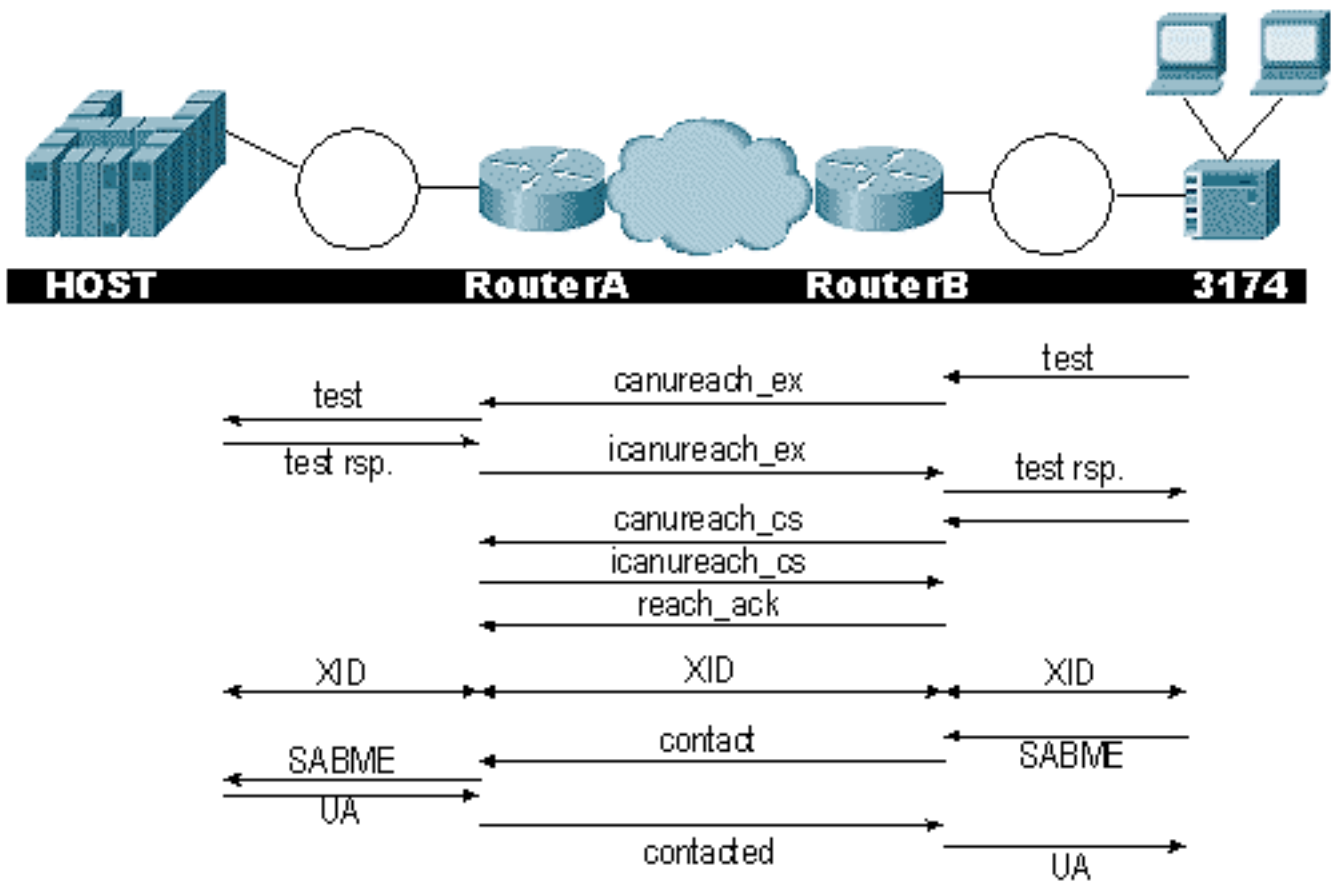 HOST RouterA RouterB 3174
test
canureach_ex
test
test rsp.
icanureach_ex
test rsp.
canureach_cs
icanureach_cs
reach_ack
XID XID XID
contact
SABME
SABME
UA
contacted
UA